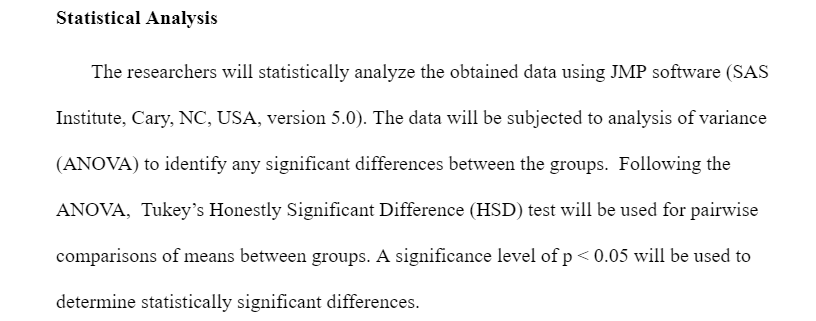 Statistical Analysis
The researchers will statistically analyze the obtained data using JMP software (SAS
Institute, Cary, NC, USA, version 5.0). The data will be subjected to analysis of variance
(ANOVA) to identify any significant differences between the groups.  Following the
ANOVA,  Tukey’s Honestly Significant Difference (HSD) test will be used for pairwise
comparisons of means between groups. A significance level of p < 0.05 will be used to
determine statistically significant differences.